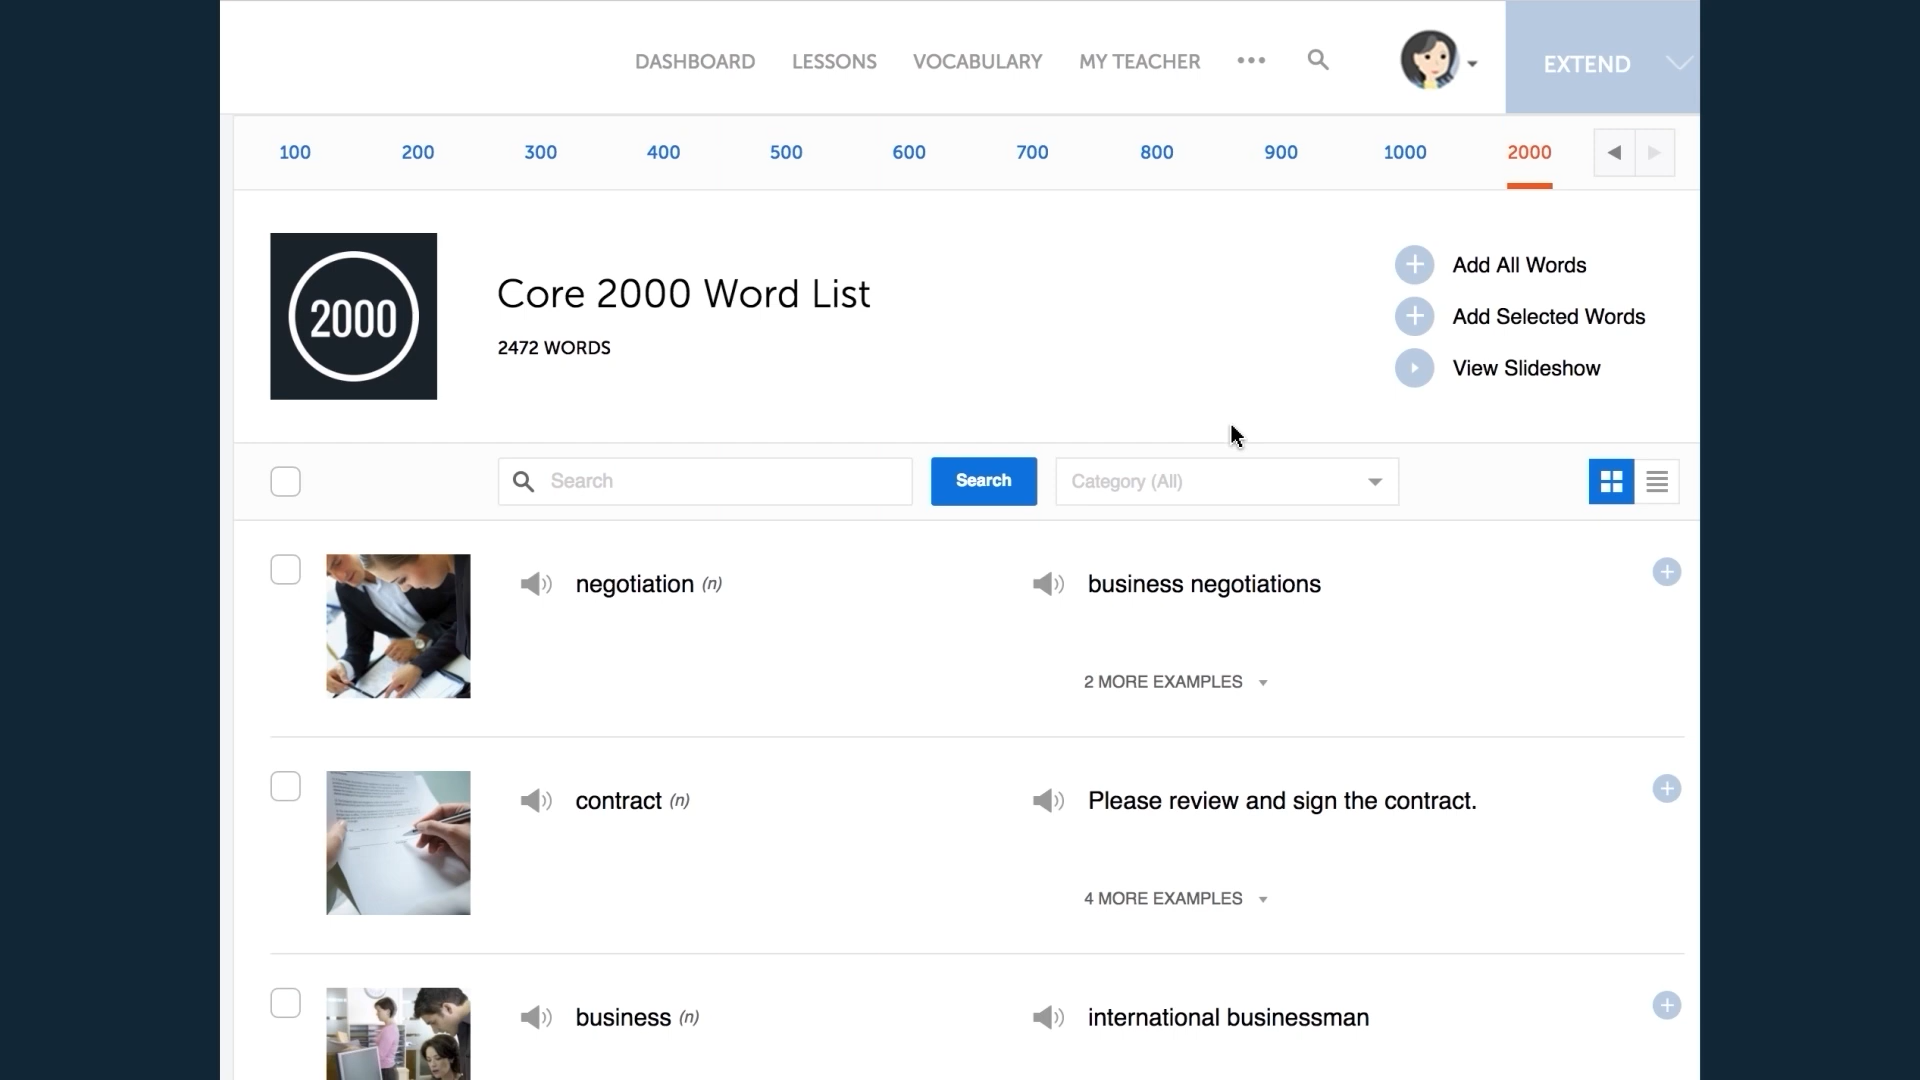 DASHBOARD LESSONS VOCABULARY MY TEACHER ••• EXTEND
100 200 300 400 500 600 700 800 900 1000 2000
2000
Core 2000 Word List
2472 WORDS
Add All Words
Add Selected Words
View Slideshow
Search Search Category (All)
negotiation (n) business negotiations
2 MORE EXAMPLES
contract (n) Please review and sign the contract.
4 MORE EXAMPLES
business (n) international businessman